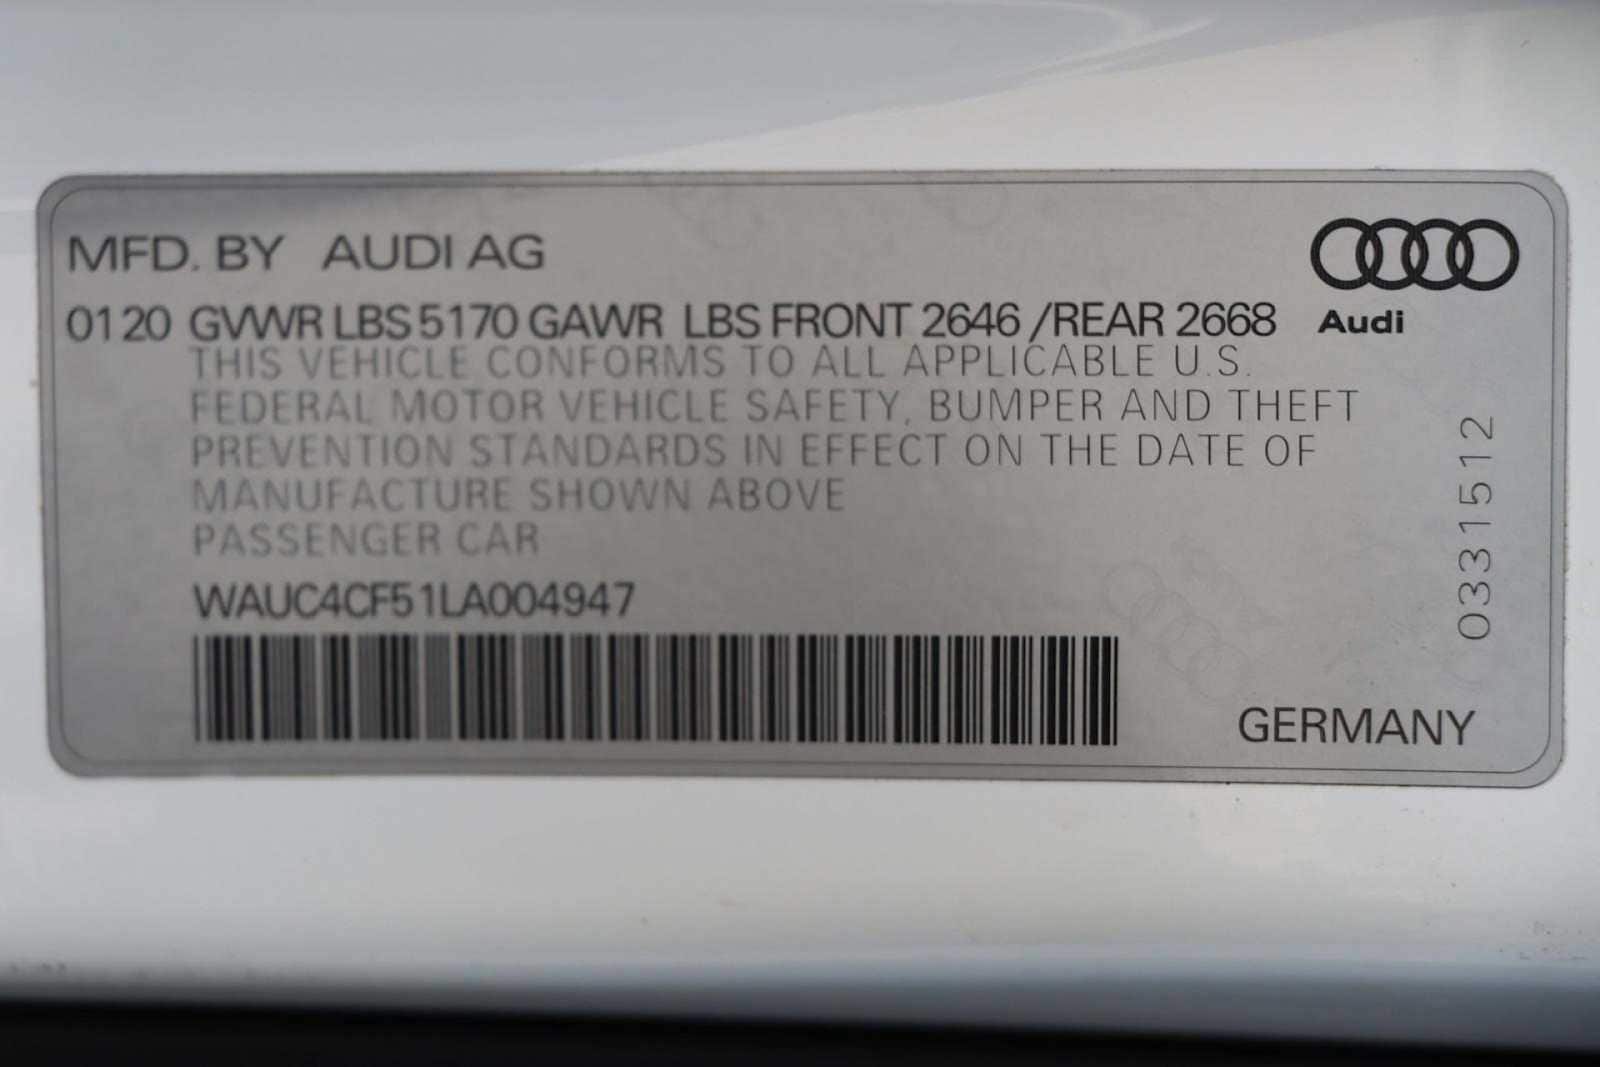 MFD. BY AUDI AG
0120 GVWR LBS 5170 GAWR LBS FRONT 2646 /REAR 2668
Audi
THIS VEHICLE CONFORMS TO ALL APPLICABLE U.S.
FEDERAL MOTOR VEHICLE SAFETY, BUMPER AND THEFT
PREVENTION STANDARDS IN EFFECT ON THE DATE OF
MANUFACTURE SHOWN ABOVE
PASSENGER CAR
WAUC4CF51LA004947
0331512
GERMANY